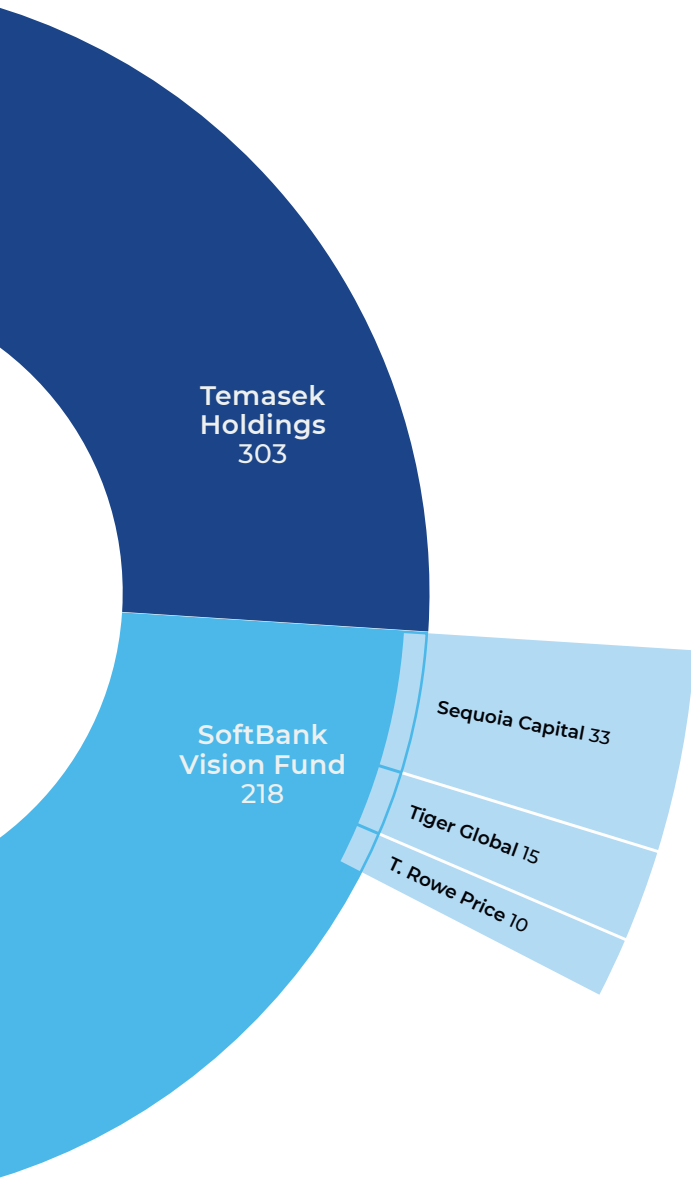 Temasek
Holdings
303
SoftBank
Vision Fund
218
Sequoia Capital 33
Tiger Global 15
T. Rowe Price 10